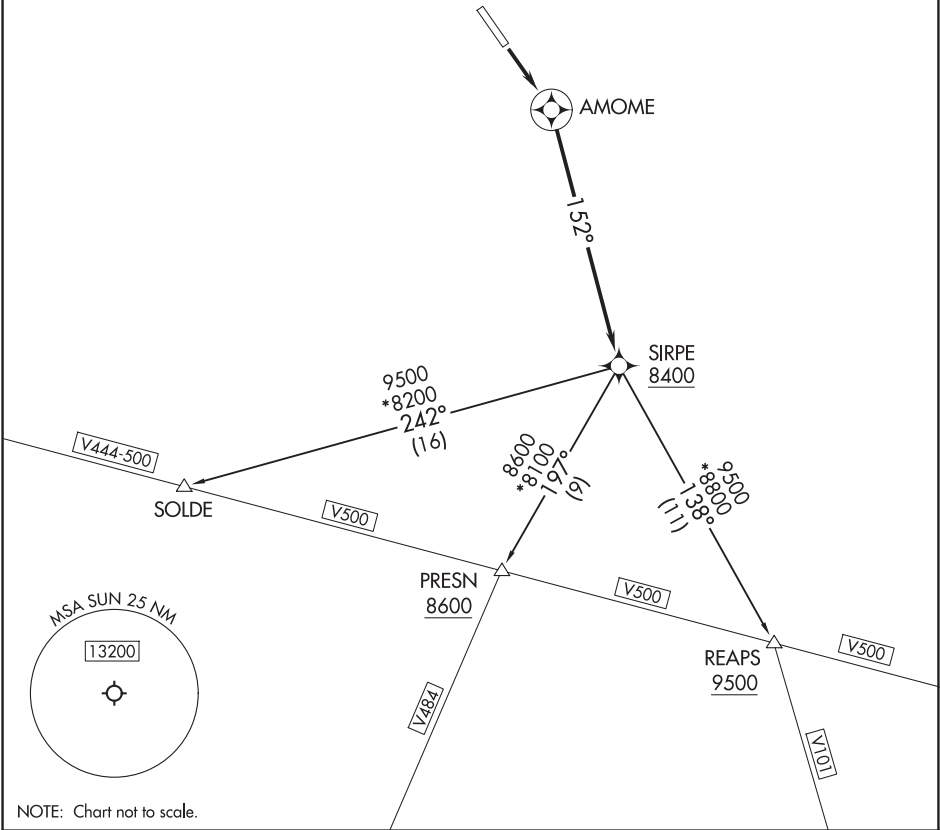 AMOME
152°
SIRPE
8400
9500
*8200
242°
(16)
8600
*8100
197°
(9)
9500
*8800
138°
(11)
V444-500
SOLDE
V500
PRESN
8600
V500
REAPS
9500
V500
MSA SUN 25 NM
13200
V484
V101
NOTE: Chart not to scale.